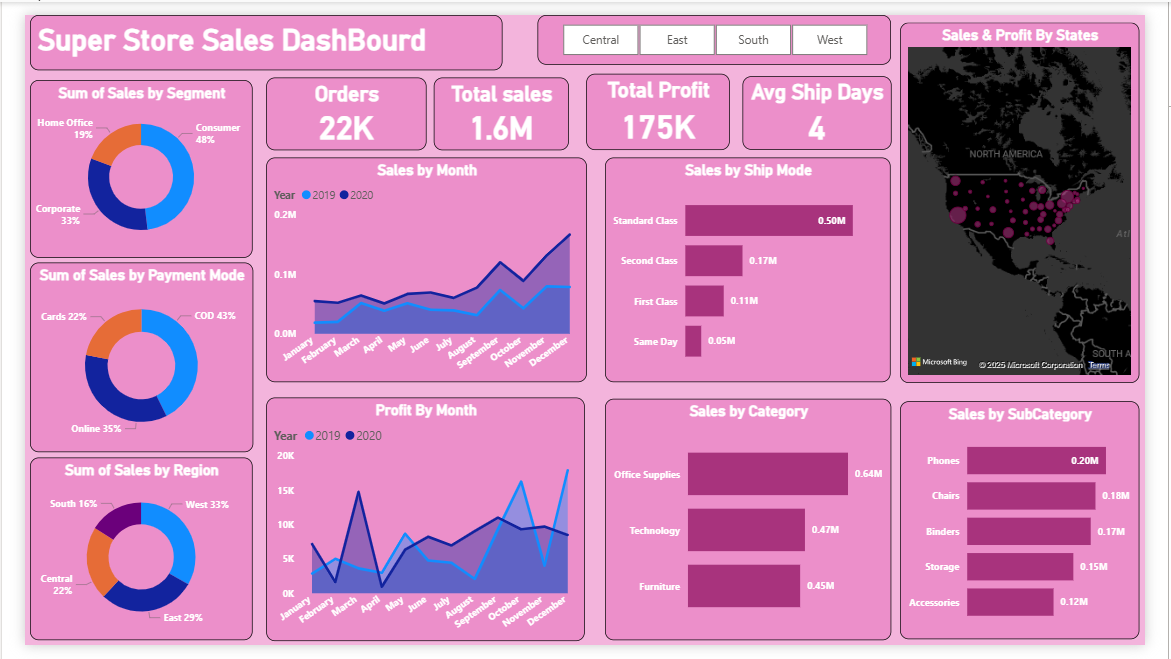 Super Store Sales DashBourd
Central
East
South
West
Sum of Sales by Segment
Home Office
19%
Consumer
48%
Corporate
33%
Sum of Sales by Payment Mode
Cards 22%
COD 43%
Online 35%
Sum of Sales by Region
South 16%
West 33%
Central
22%
East 29%
Orders
22K
Total sales
1.6M
Total Profit
175K
Avg Ship Days
4
Sales by Month
Year 2019 2020
0.2M
0.1M
0.0M
January
February
March
April
May
June
July
August
September
October
November
December
Profit By Month
Year 2019 2020
20K
15K
10K
5K
0K
January
February
March
April
May
June
July
August
September
October
November
December
Sales by Ship Mode
Standard Class 0.50M
Second Class 0.17M
First Class 0.11M
Same Day 0.05M
Sales by Category
Office Supplies 0.64M
Technology 0.47M
Furniture 0.45M
Sales & Profit By States
NORTH AMERICA
Atl
SOUTH A
Microsoft Bing
© 2025 Microsoft Corporation Terms
Sales by SubCategory
Phones 0.20M
Chairs 0.18M
Binders 0.17M
Storage 0.15M
Accessories 0.12M